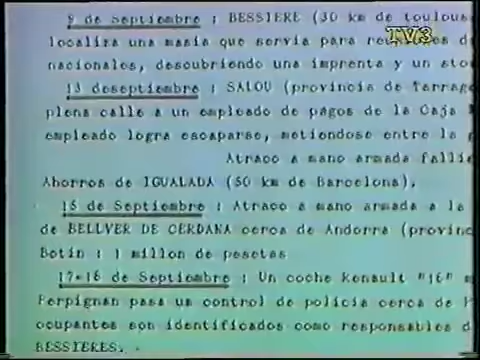 9 de Septiembre : BESSIERE (30 km de toulous
localiza una masia que servia para
nacionales, descubriendo una imprenta y un sto
TV3
13 deseptiembre : SALOU (provincia de Tarrag
plena calle a un empleado de pagos de la Caja
empleado logra escaparse, metiendose entre la
Atraco a mano armada falli
Ahorros de IGUALADA (50 km de Barcelona).
15 de Septiembre : Atraco a mano armada a la
de BELLVER DE CERDANA cerca de Andorra (provinc
Botin : 1 millon de pesetas
17-18 de Septiembre : Un coche Renault "16"
Perpignan pasa un control de policia cerca de
ocupantes son identificados como responsables d
BESSIERES.